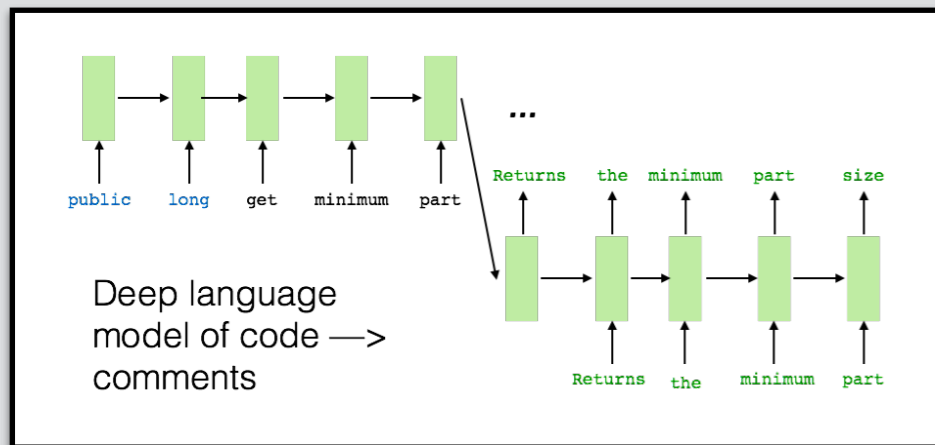 ...
Returns the minimum part size
public long get minimum part
Deep language
model of code —>
comments
Returns the minimum part